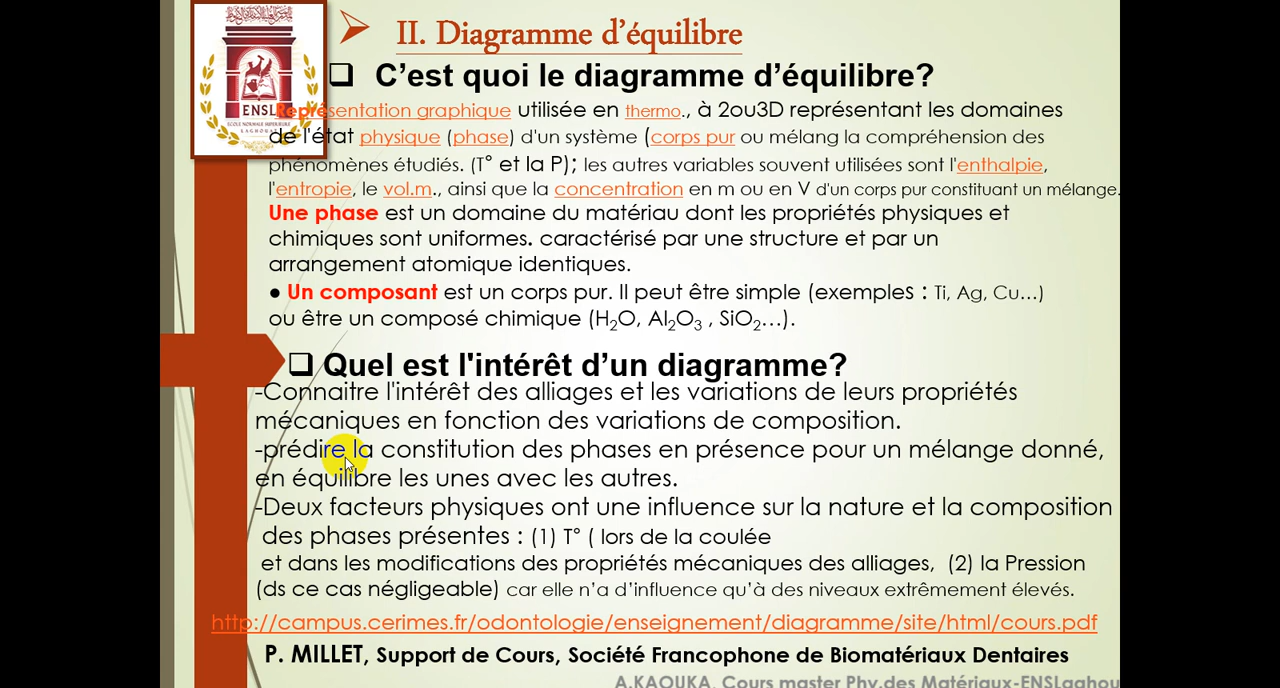 II. Diagramme d'équilibre
C'est quoi le diagramme d'équilibre?
Représentation graphique utilisée en thermo., à 2ou3D représentant les domaines
de l'état physique (phase) d'un système (corps pur ou mélang la compréhension des
phénomènes étudiés. (T° et la P); les autres variables souvent utilisées sont l'enthalpie,
l'entropie, le vol.m., ainsi que la concentration en m ou en V d'un corps pur constituant un mélange.
Une phase est un domaine du matériau dont les propriétés physiques et
chimiques sont uniformes. caractérisé par une structure et par un
arrangement atomique identiques.
● Un composant est un corps pur. Il peut être simple (exemples : Ti, Ag, Cu…)
ou être un composé chimique (H₂O, Al₂O₃ , SiO₂…).
Quel est l'intérêt d'un diagramme?
-Connaitre l'intérêt des alliages et les variations de leurs propriétés
mécaniques en fonction des variations de composition.
-prédire la constitution des phases en présence pour un mélange donné,
en équilibre les unes avec les autres.
-Deux facteurs physiques ont une influence sur la nature et la composition
des phases présentes : (1) T° ( lors de la coulée
et dans les modifications des propriétés mécaniques des alliages, (2) la Pression
(ds ce cas négligeable) car elle n'a d'influence qu'à des niveaux extrêmement élevés.
http://campus.cerimes.fr/odontologie/enseignement/diagramme/site/html/cours.pdf
P. MILLET, Support de Cours, Société Francophone de Biomatériaux Dentaires
A.KAOUKA, Cours master Phy.des Matériaux-ENSLaghou
ENSL
ECOLE NORMALE SUPERIEURE
LAGHOUAT